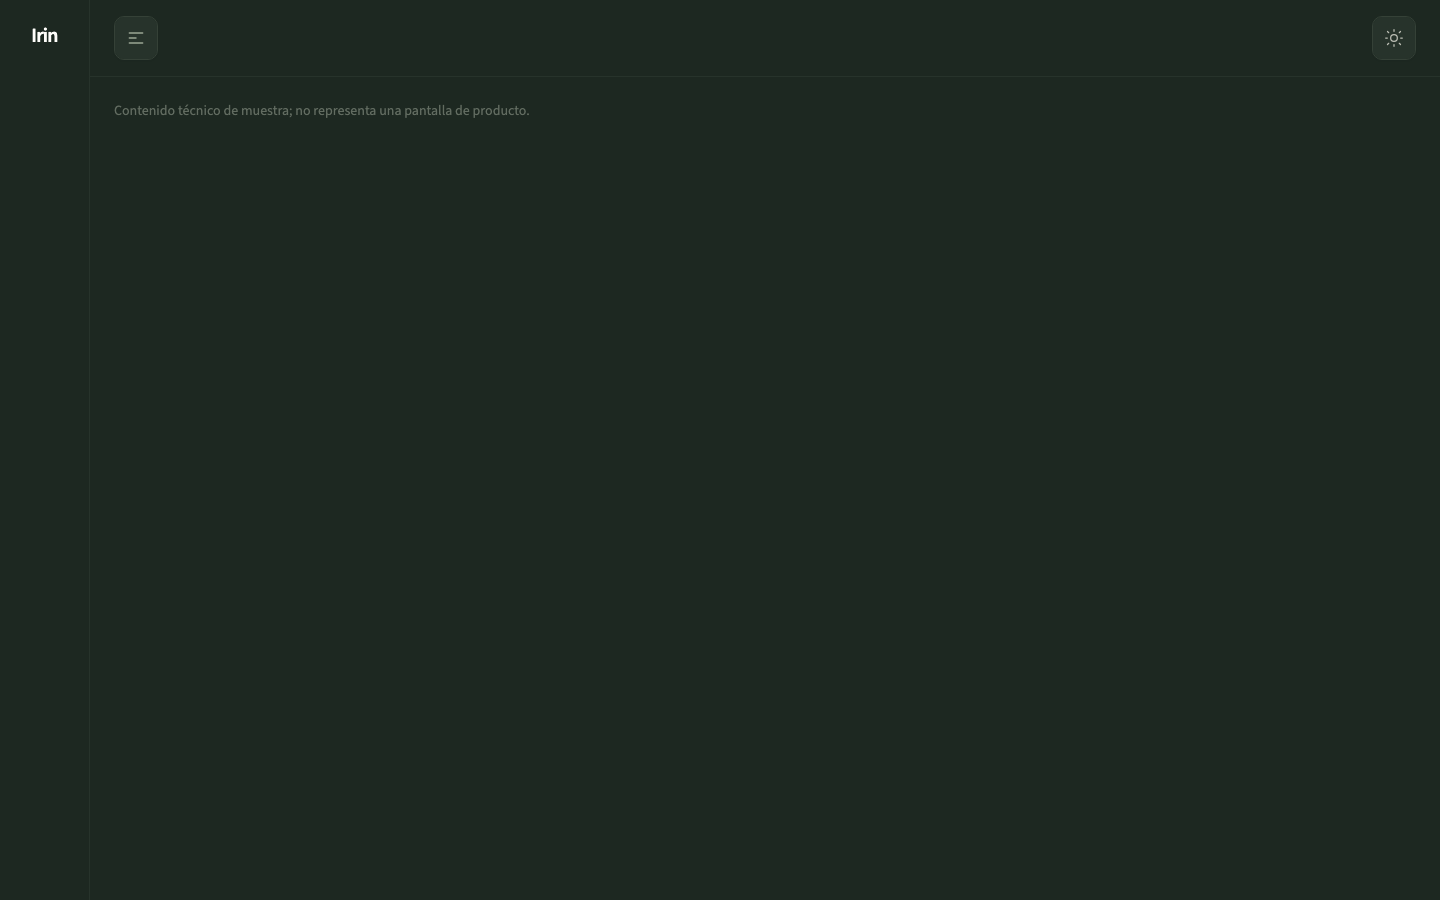 Irin
Contenido técnico de muestra; no representa una pantalla de producto.